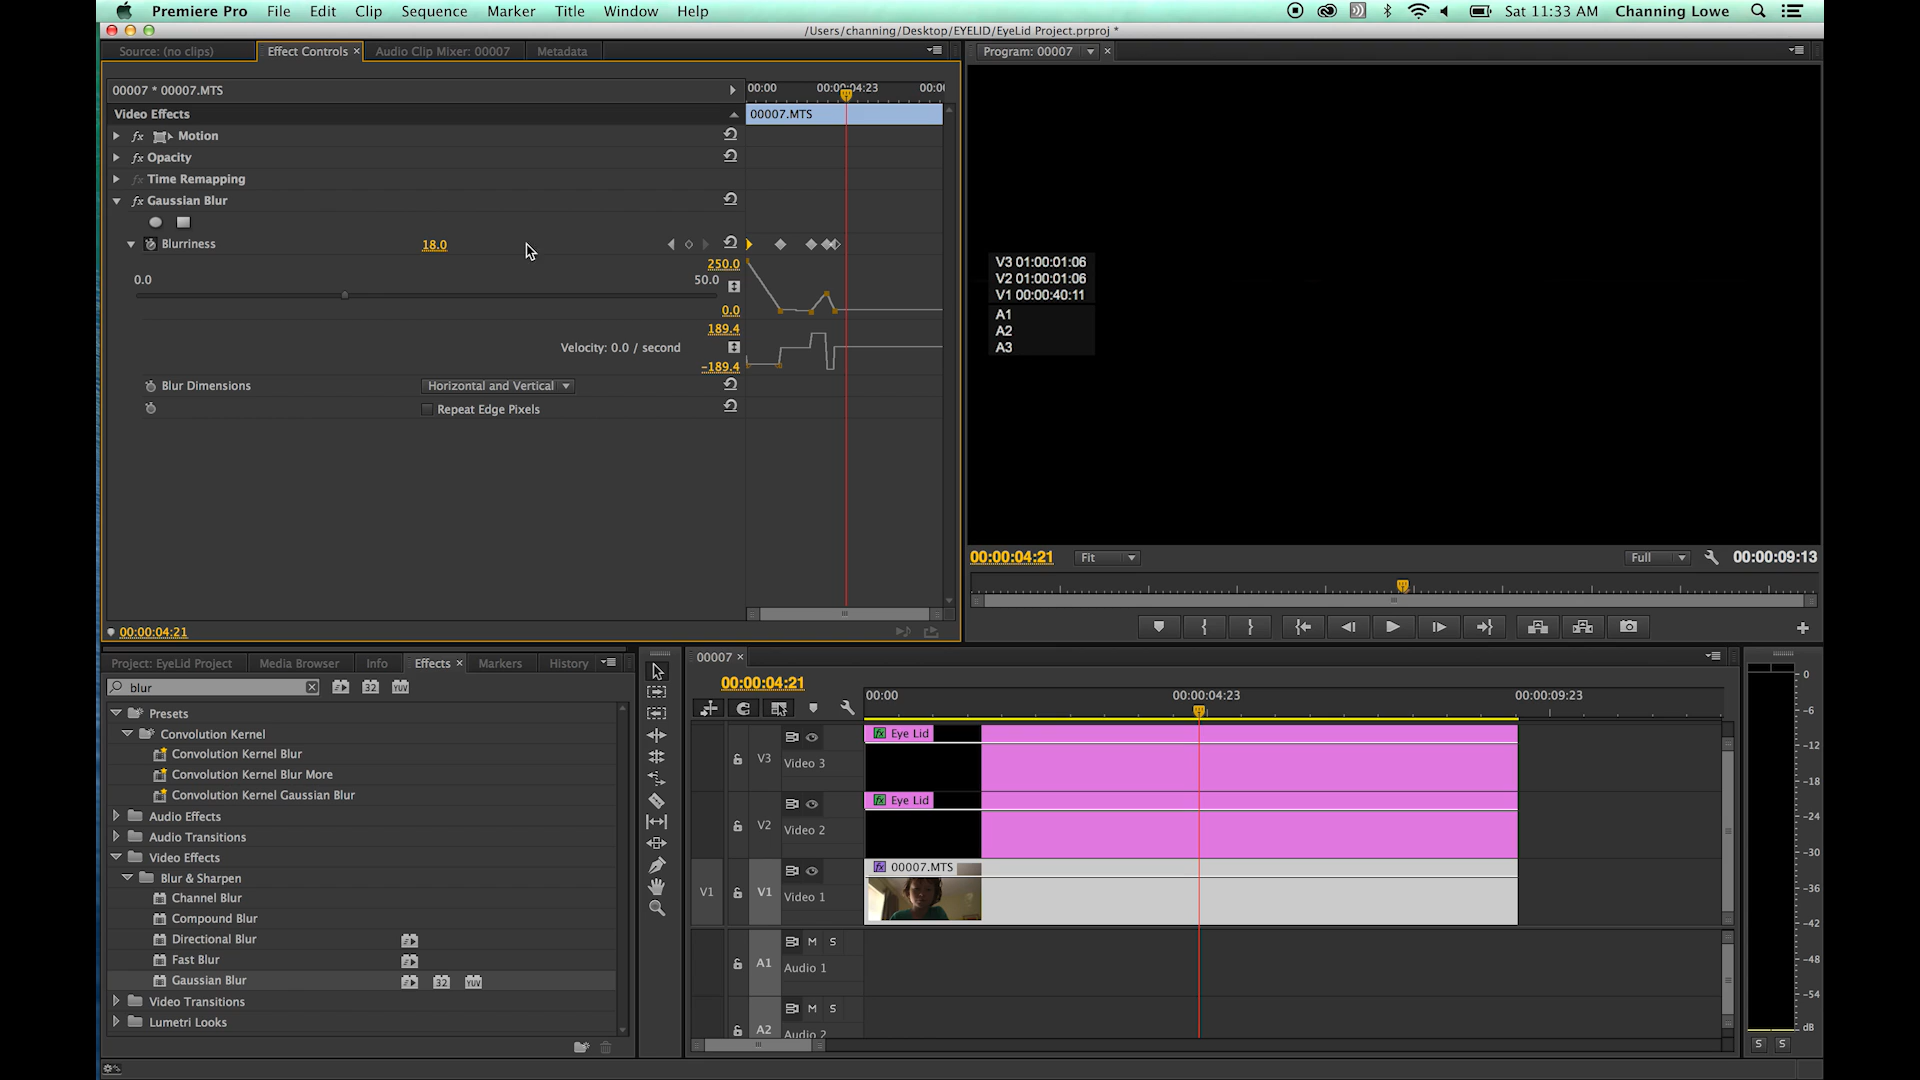 Premiere Pro File Edit Clip Sequence Marker Title Window Help Sat 11:33 AM Channing Lowe
/Users/channing/Desktop/EYELID/EyeLid Project.prproj *
Source: (no clips) Effect Controls × Audio Clip Mixer: 00007 Metadata Program: 00007 ×
00007 * 00007.MTS 00:00 00:00:04:23 00:00
Video Effects 00007.MTS
fx Motion
fx Opacity
fx Time Remapping
fx Gaussian Blur
Blurriness 18.0
250.0
0.0 50.0
0.0
189.4
Velocity: 0.0 / second
-189.4
Blur Dimensions Horizontal and Vertical
Repeat Edge Pixels
V3 01:00:01:06
V2 01:00:01:06
V1 00:00:40:11
A1
A2
A3
00:00:04:21 Fit Full 00:00:09:13
00:00:04:21
Project: EyeLid Project Media Browser Info Effects × Markers History
blur 32 YUV
Presets
Convolution Kernel
Convolution Kernel Blur
Convolution Kernel Blur More
Convolution Kernel Gaussian Blur
Audio Effects
Audio Transitions
Video Effects
Blur & Sharpen
Channel Blur
Compound Blur
Directional Blur
Fast Blur
Gaussian Blur 32 YUV
Video Transitions
Lumetri Looks
00007 ×
00:00:04:21
00:00 00:00:04:23 00:00:09:23
fx Eye Lid
V3 Video 3
fx Eye Lid
V2 Video 2
fx 00007.MTS
V1 V1 Video 1
M S
A1 Audio 1
M S
A2 Audio 2
0
-6
-12
-18
-24
-30
-36
-42
-48
-54
dB
S S